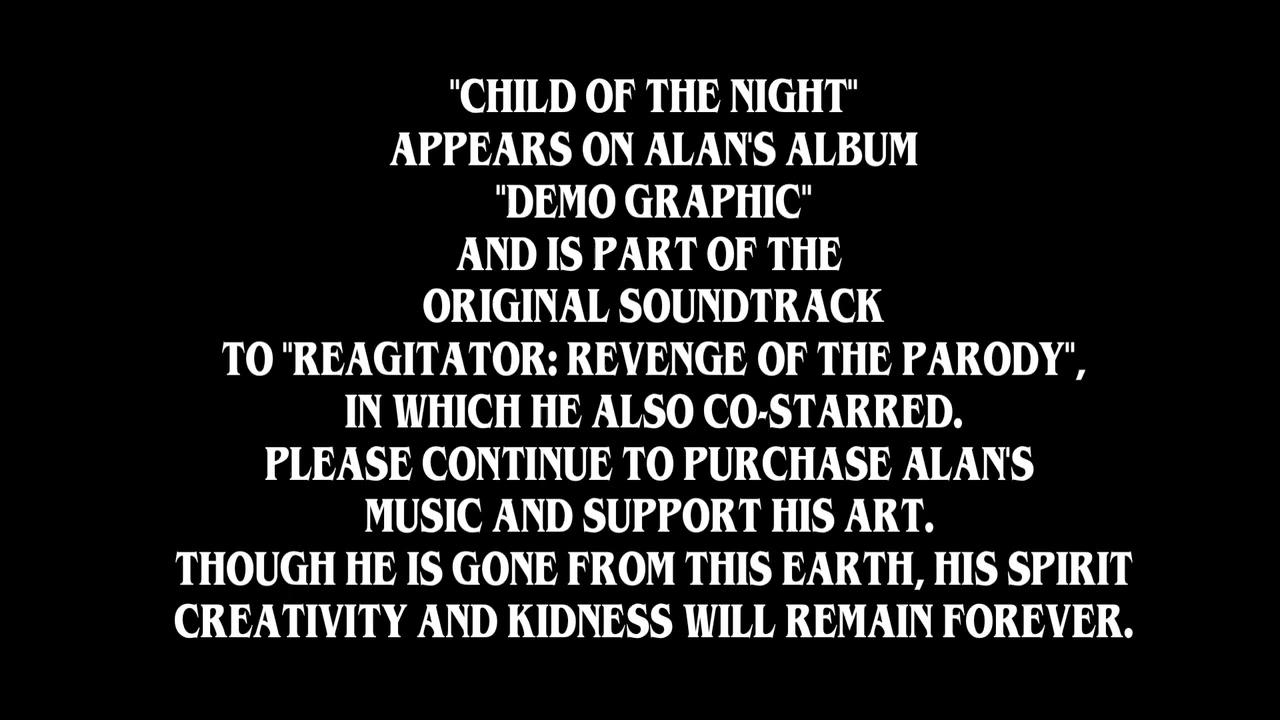 "CHILD OF THE NIGHT"
APPEARS ON ALAN'S ALBUM
"DEMO GRAPHIC"
AND IS PART OF THE
ORIGINAL SOUNDTRACK
TO "REAGITATOR: REVENGE OF THE PARODY",
IN WHICH HE ALSO CO-STARRED.
PLEASE CONTINUE TO PURCHASE ALAN'S
MUSIC AND SUPPORT HIS ART.
THOUGH HE IS GONE FROM THIS EARTH, HIS SPIRIT
CREATIVITY AND KIDNESS WILL REMAIN FOREVER.